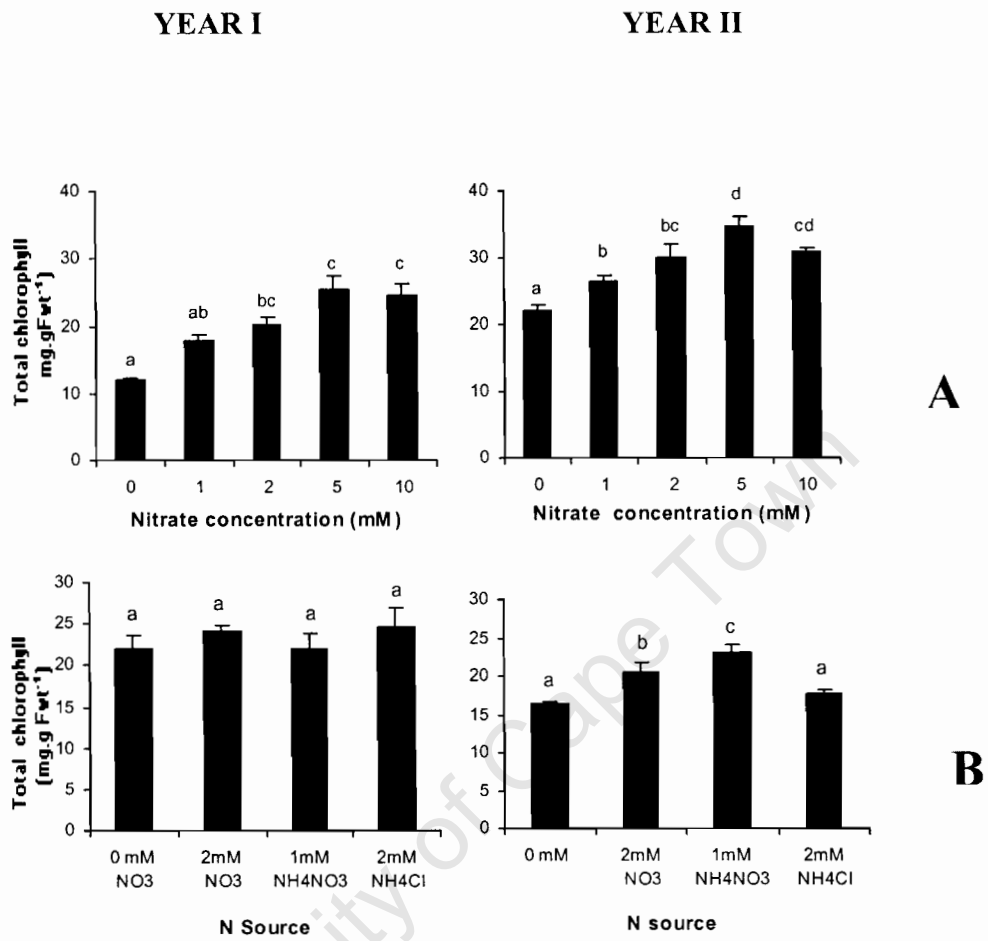 YEAR I
YEAR II
Total chlorophyll
mg.gFwt⁻¹)
40
30
20
10
0
a
ab
bc
c
c
0 1 2 5 10
Nitrate concentration (mM)
40
30
20
10
0
a
b
bc
d
cd
0 1 2 5 10
Nitrate concentration (mM)
A
Total chlorophyll
(mg.g Fwt⁻¹)
30
25
20
15
10
5
0
a
a
a
a
0 mM 2mM 1mM 2mM
NO3 NO3 NH4NO3 NH4Cl
N Source
30
25
20
15
10
5
0
a
b
c
a
0 mM 2mM 1mM 2mM
NO3 NH4NO3 NH4Cl
N source
B
ity of Cape Town